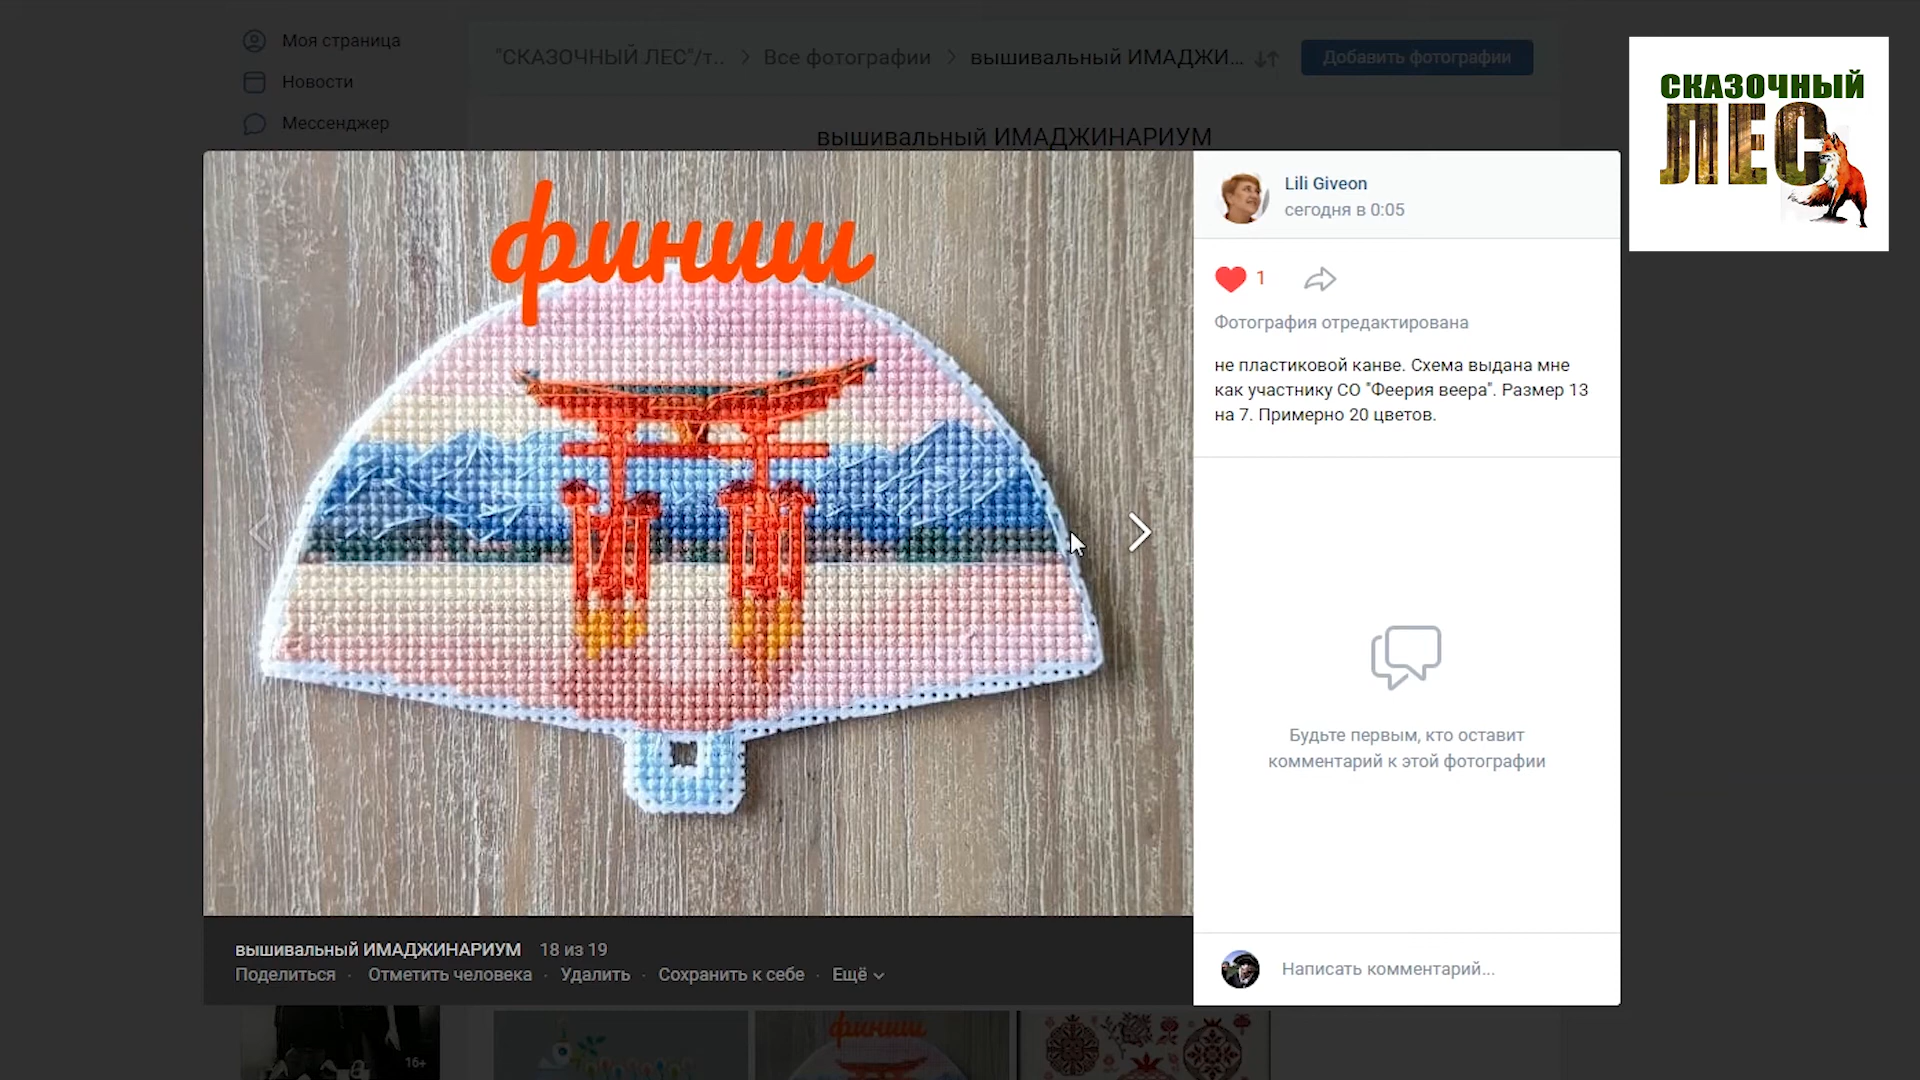 Моя страница
Новости
Мессенджер
"СКАЗОЧНЫЙ ЛЕС"/т.. > Все фотографии > вышивальный ИМАДЖИ...
Добавить фотографии
вышивальный ИМАДЖИНАРИУМ
СКАЗОЧНЫЙ
ЛЕС
финиш
Lili Giveon
сегодня в 0:05
1
Фотография отредактирована
не пластиковой канве. Схема выдана мне
как участнику СО "Феерия веера". Размер 13
на 7. Примерно 20 цветов.
Будьте первым, кто оставит
комментарий к этой фотографии
Написать комментарий...
вышивальный ИМАДЖИНАРИУМ 18 из 19
Поделиться · Отметить человека · Удалить · Сохранить к себе · Ещё
16+
финиш